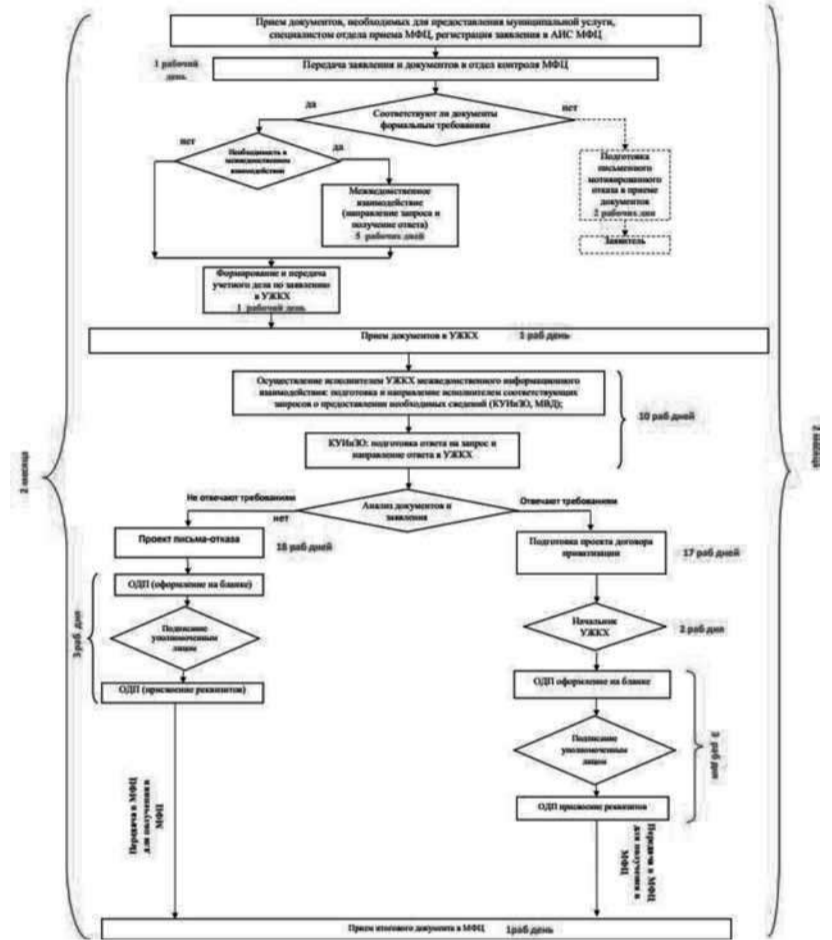 Прием документов, необходимых для предоставления муниципальной услуги,
специалистом отдела приема МФЦ, регистрация заявления в АИС МФЦ
1 рабочий
день
Передача заявления и документов в отдел контроля МФЦ
да
Соответствуют ли документы
формальным требованиям
нет
нет
Необходимость в
межведомственном
взаимодействии
да
Подготовка
письменного
мотивированного
отказа в приеме
документов
2 рабочих дня
Межведомственное
взаимодействие
(направление запроса и
получение ответа)
5 рабочих дней
Заявитель
Формирование и передача
учетного дела по заявлению
в УЖКХ
1 рабочий день
Прием документов в УЖКХ
1 раб день
Осуществление исполнителем УЖКХ межведомственного информационного
взаимодействия: подготовка и направление исполнителем соответствующих
запросов о предоставлении необходимых сведений (КУИиЗО, МВД);
10 раб дней
КУИиЗО: подготовка ответа на запрос и
направление ответа в УЖКХ
2 месяца
2 месяца
Не отвечают требованиям
нет
Анализ документов и
заявления
Отвечают требованиям
Проект письма-отказа
18 раб дней
Подготовка проекта договора
приватизации
17 раб дней
ОДП (оформление на бланке)
Подписание
уполномоченным
лицом
3 раб дня
ОДП (присвоение реквизитов)
Начальник
УЖКХ
2 раб дня
ОДП оформление на бланке
Подписание
уполномоченным
лицом
раб дня
ОДП присвоение реквизитов
Передача в МФЦ
для получения в
МФЦ
Передача в МФЦ
для получения в
МФЦ
Прием итогового документа в МФЦ
1раб день